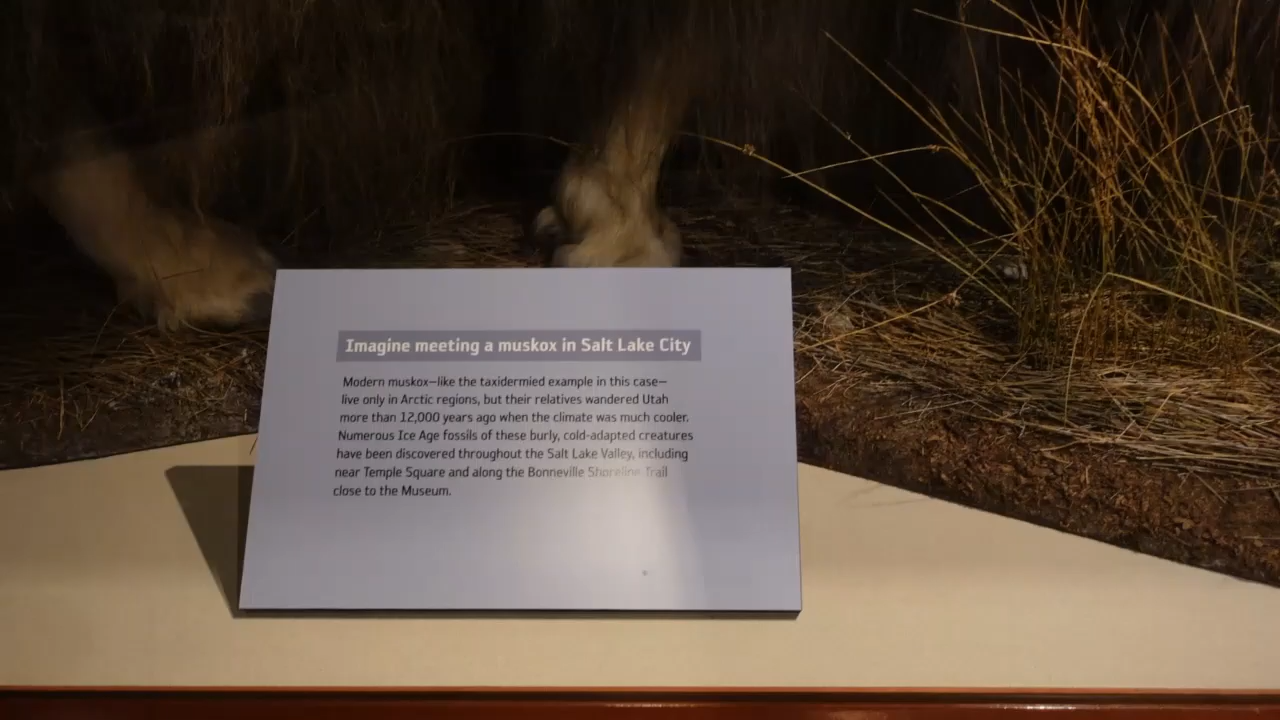 Imagine meeting a muskox in Salt Lake City
Modern muskox—like the taxidermied example in this case—
live only in Arctic regions, but their relatives wandered Utah
more than 12,000 years ago when the climate was much cooler.
Numerous Ice Age fossils of these burly, cold-adapted creatures
have been discovered throughout the Salt Lake Valley, including
near Temple Square and along the Bonneville Shoreline Trail
close to the Museum.